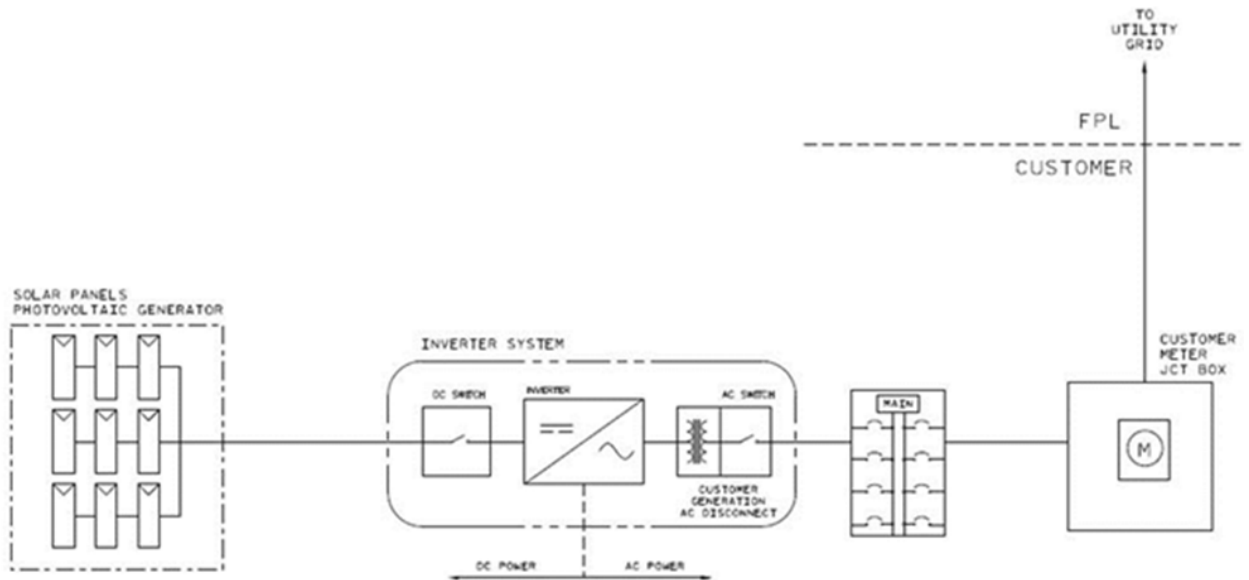 TO
UTILITY
GRID
FPL
CUSTOMER
SOLAR PANELS
PHOTOVOLTAIC GENERATOR
INVERTER SYSTEM
DC SWITCH
INVERTER
AC SWITCH
CUSTOMER
GENERATION
AC DISCONNECT
MAIN
CUSTOMER
METER
JCT BOX
M
DC POWER
AC POWER